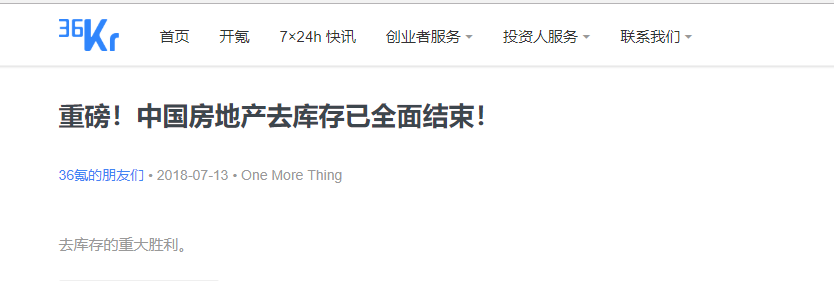 36Kr 首页 开氪 7×24h 快讯 创业者服务 投资人服务 联系我们
重磅！中国房地产去库存已全面结束！
36氪的朋友们 • 2018-07-13 • One More Thing
去库存的重大胜利。